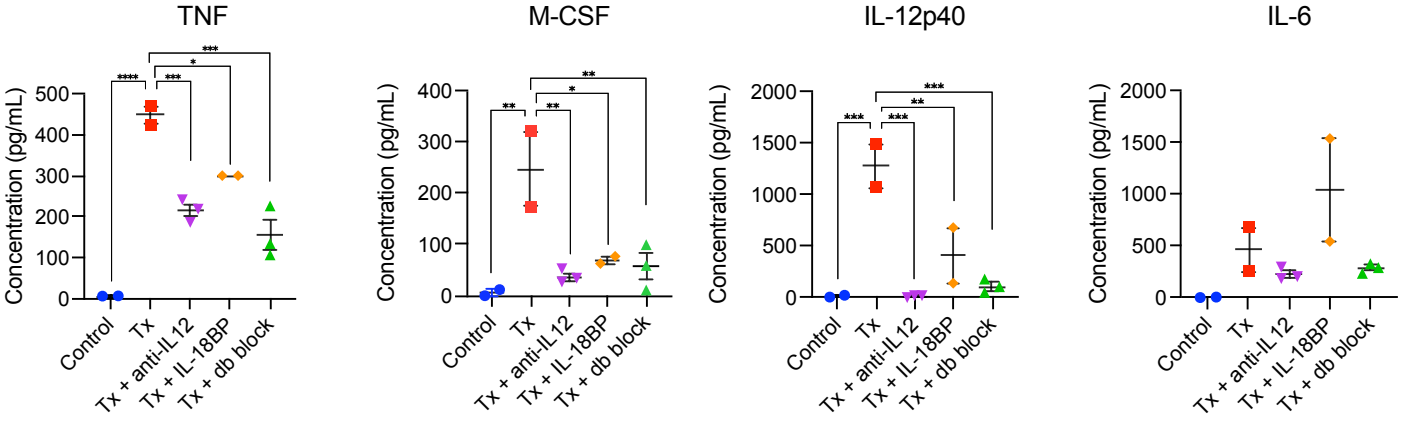 TNF
Concentration (pg/mL)
500
400
300
200
100
0
****
***
*
***
Control
Tx
Tx + anti-IL12
Tx + IL-18BP
Tx + db block
M-CSF
Concentration (pg/mL)
400
300
200
100
0
**
**
*
**
Control
Tx
Tx + anti-IL12
Tx + IL-18BP
Tx + db block
IL-12p40
Concentration (pg/mL)
2000
1500
1000
500
0
***
***
**
***
Control
Tx
Tx + anti-IL12
Tx + IL-18BP
Tx + db block
IL-6
Concentration (pg/mL)
2000
1500
1000
500
0
Control
Tx
Tx + anti-IL12
Tx + IL-18BP
Tx + db block